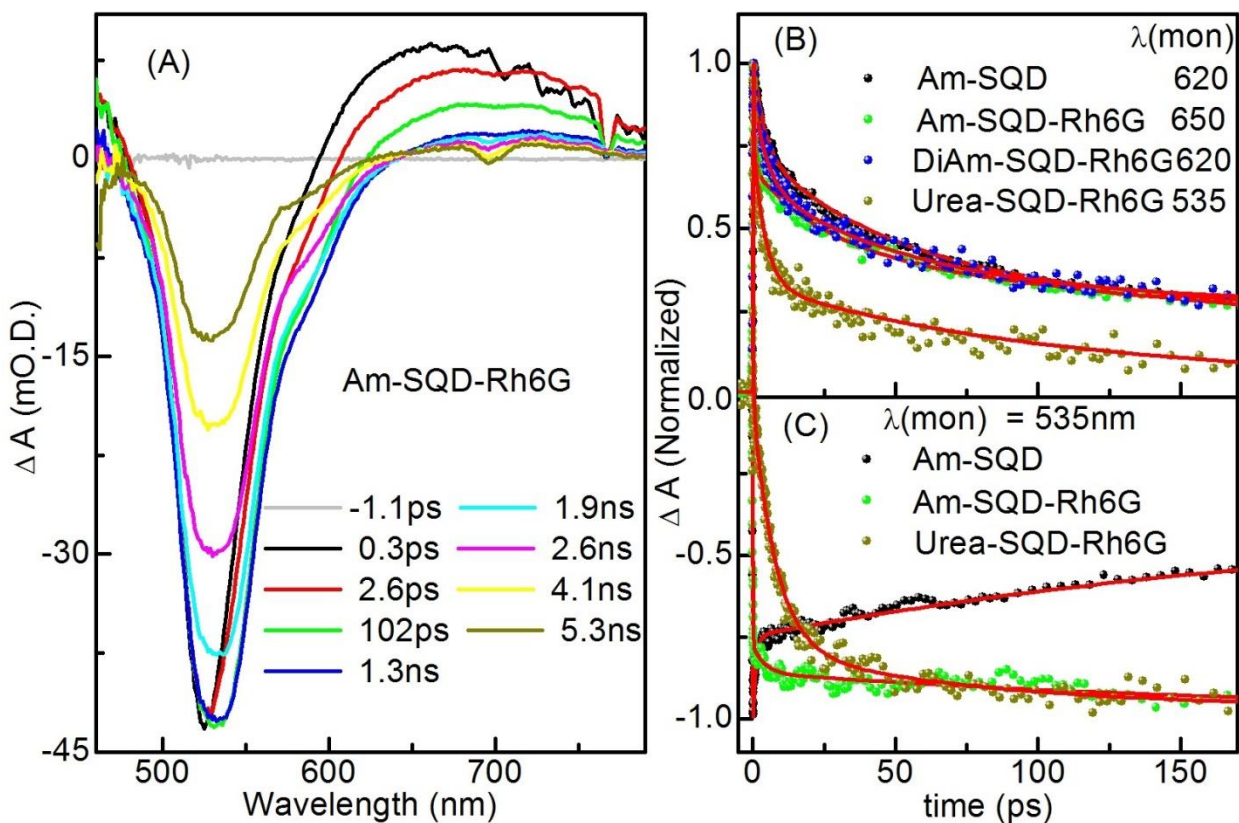 (A)
0
-15
-30
-45
Δ A (mO.D.)
Am-SQD-Rh6G
-1.1ps
0.3ps
2.6ps
102ps
1.3ns
1.9ns
2.6ns
4.1ns
5.3ns
500 600 700
Wavelength (nm)
(B)
λ(mon)
Am-SQD 620
Am-SQD-Rh6G 650
DiAm-SQD-Rh6G 620
Urea-SQD-Rh6G 535
1.0
0.5
0.0
-0.5
-1.0
Δ A (Normalized)
(C)
λ(mon) = 535nm
Am-SQD
Am-SQD-Rh6G
Urea-SQD-Rh6G
0 50 100 150
time (ps)